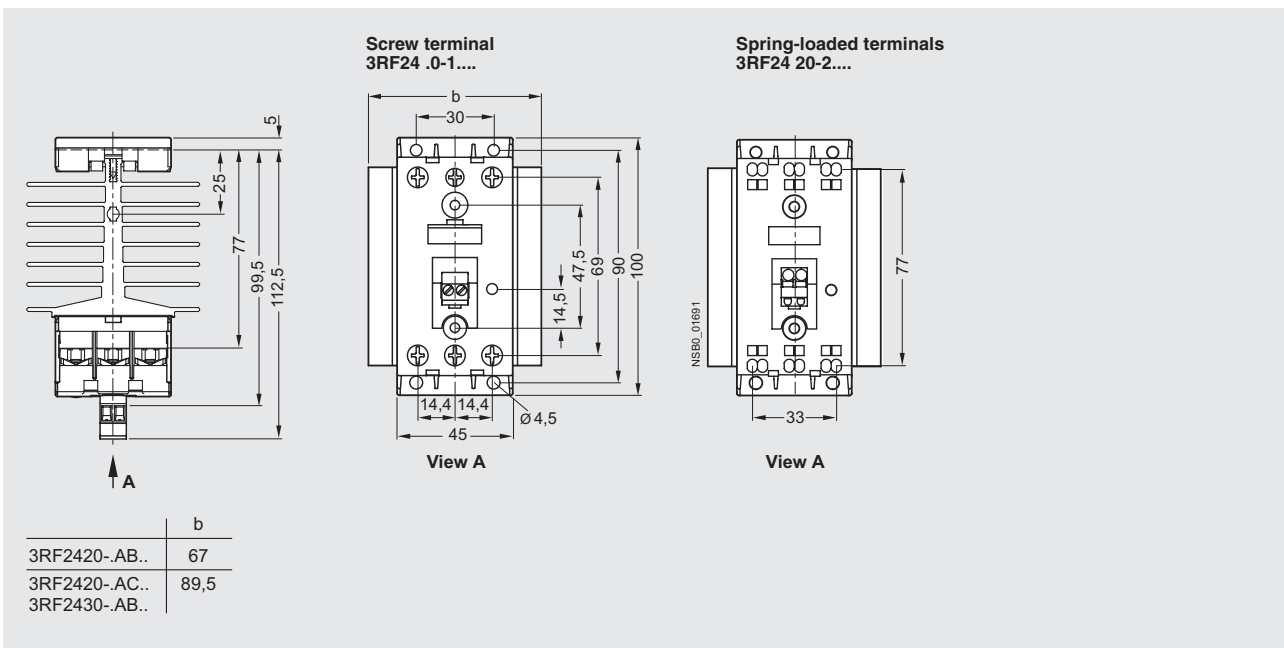 Screw terminal
3RF24 .0-1....
Spring-loaded terminals
3RF24 20-2....
5
25
77
99,5
112,5
A
b
30
14,5
47,5
69
90
100
14,4 14,4
Ø 4,5
45
View A
NSB0_01691
77
33
View A
b
3RF2420-.AB.. 67
3RF2420-.AC.. 89,5
3RF2430-.AB..